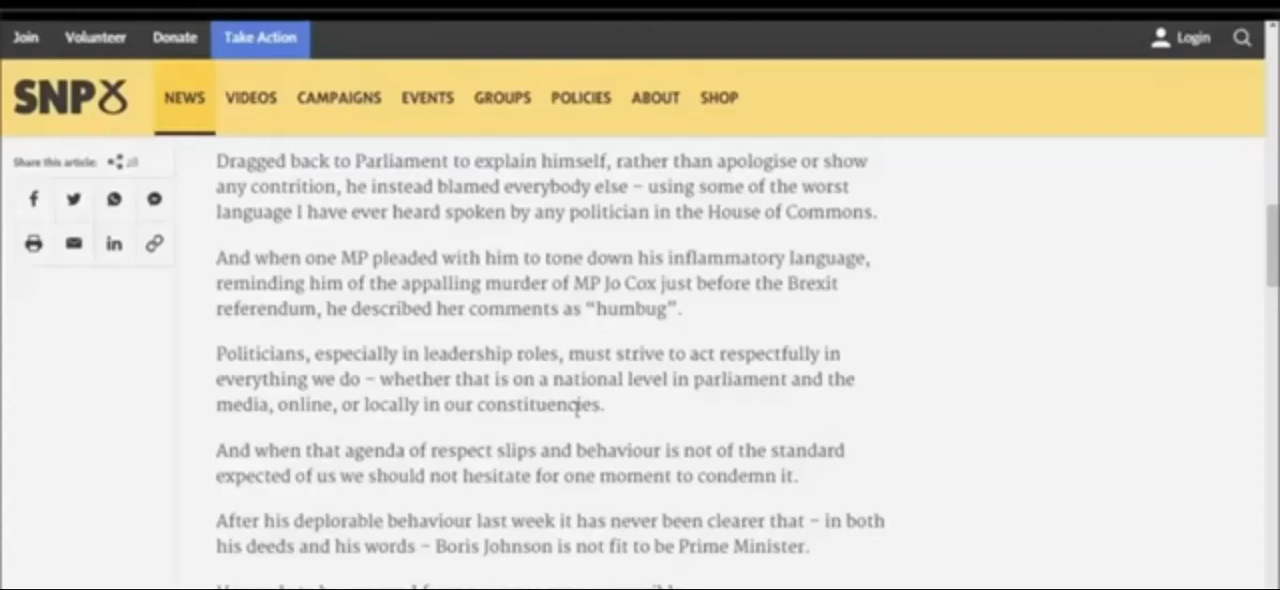 Join Volunteer Donate Take Action Login
SNP NEWS VIDEOS CAMPAIGNS EVENTS GROUPS POLICIES ABOUT SHOP
Share this article:
Dragged back to Parliament to explain himself, rather than apologise or show
any contrition, he instead blamed everybody else – using some of the worst
language I have ever heard spoken by any politician in the House of Commons.
And when one MP pleaded with him to tone down his inflammatory language,
reminding him of the appalling murder of MP Jo Cox just before the Brexit
referendum, he described her comments as “humbug”.
Politicians, especially in leadership roles, must strive to act respectfully in
everything we do – whether that is on a national level in parliament and the
media, online, or locally in our constituencies.
And when that agenda of respect slips and behaviour is not of the standard
expected of us we should not hesitate for one moment to condemn it.
After his deplorable behaviour last week it has never been clearer that – in both
his deeds and his words – Boris Johnson is not fit to be Prime Minister.